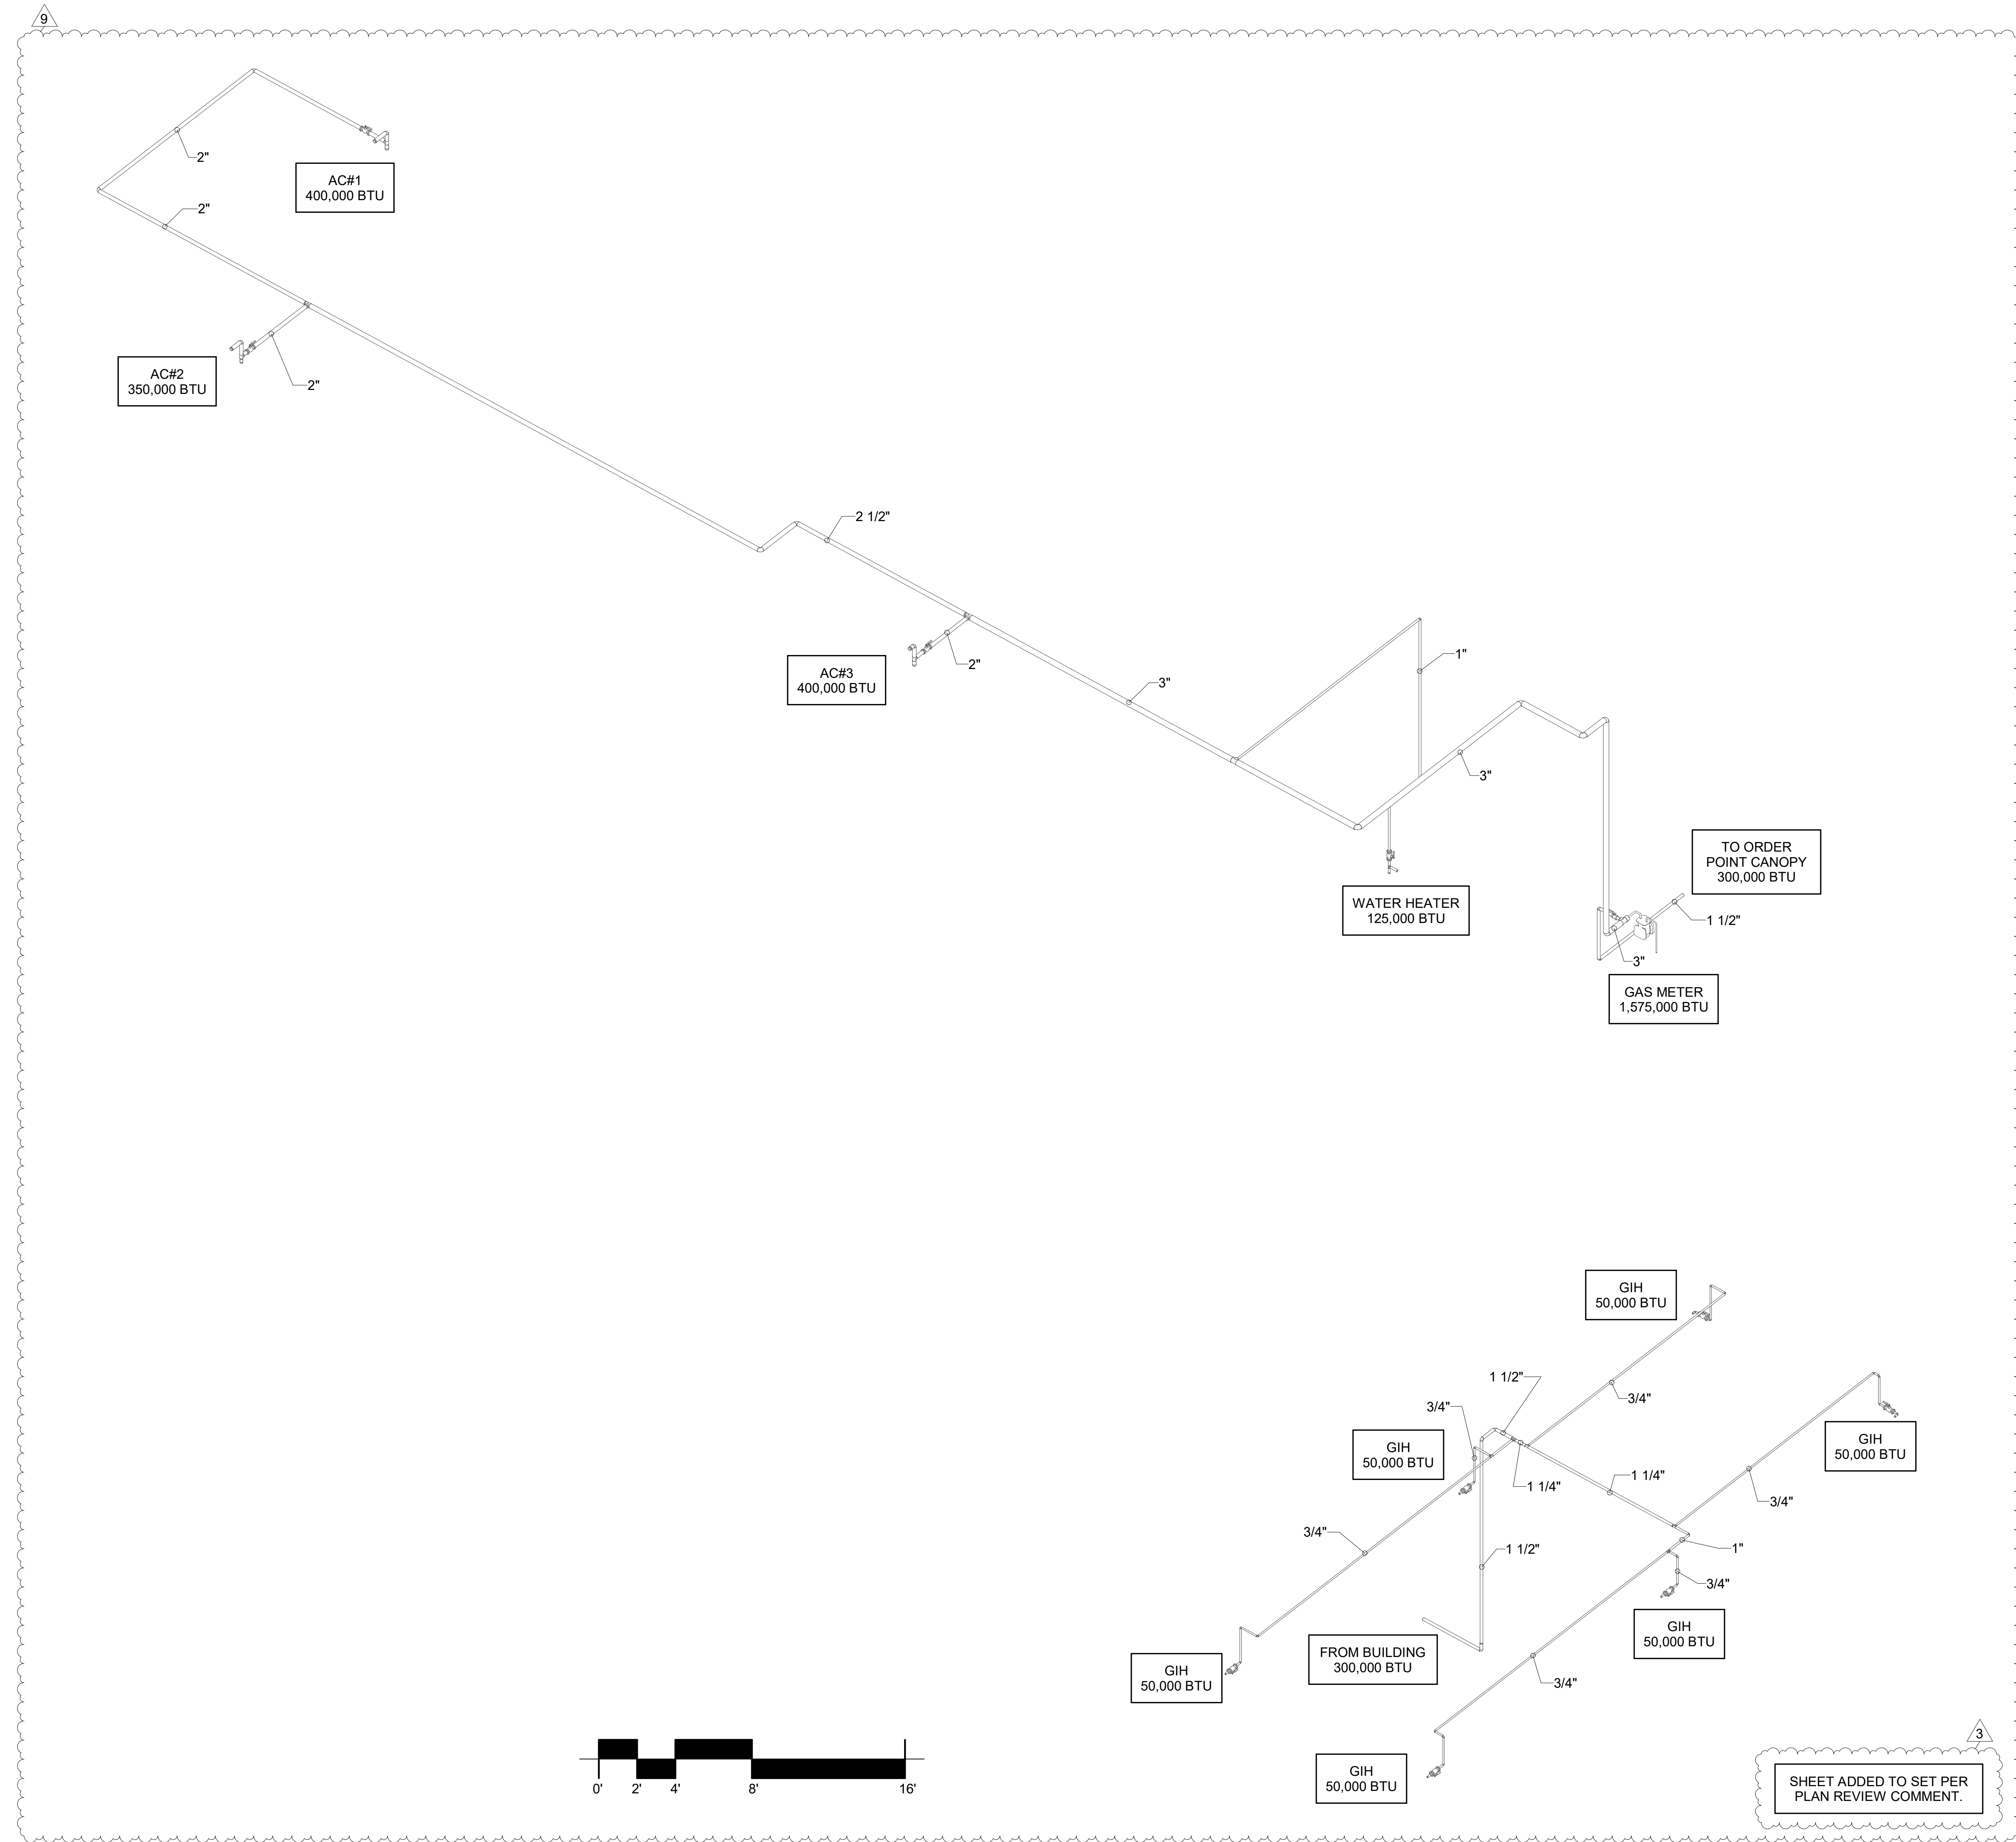 9
2"
AC#1
400,000 BTU
2"
AC#2
350,000 BTU
2"
2 1/2"
AC#3
400,000 BTU
2"
3"
1"
3"
TO ORDER
POINT CANOPY
300,000 BTU
WATER HEATER
125,000 BTU
1 1/2"
3"
GAS METER
1,575,000 BTU
GIH
50,000 BTU
1 1/2"
3/4"
3/4"
GIH
50,000 BTU
GIH
50,000 BTU
1 1/4"
1 1/4"
3/4"
3/4"
1 1/2"
1"
3/4"
GIH
50,000 BTU
FROM BUILDING
300,000 BTU
GIH
50,000 BTU
3/4"
GIH
50,000 BTU
0' 2' 4' 8' 16'
3
SHEET ADDED TO SET PER
PLAN REVIEW COMMENT.